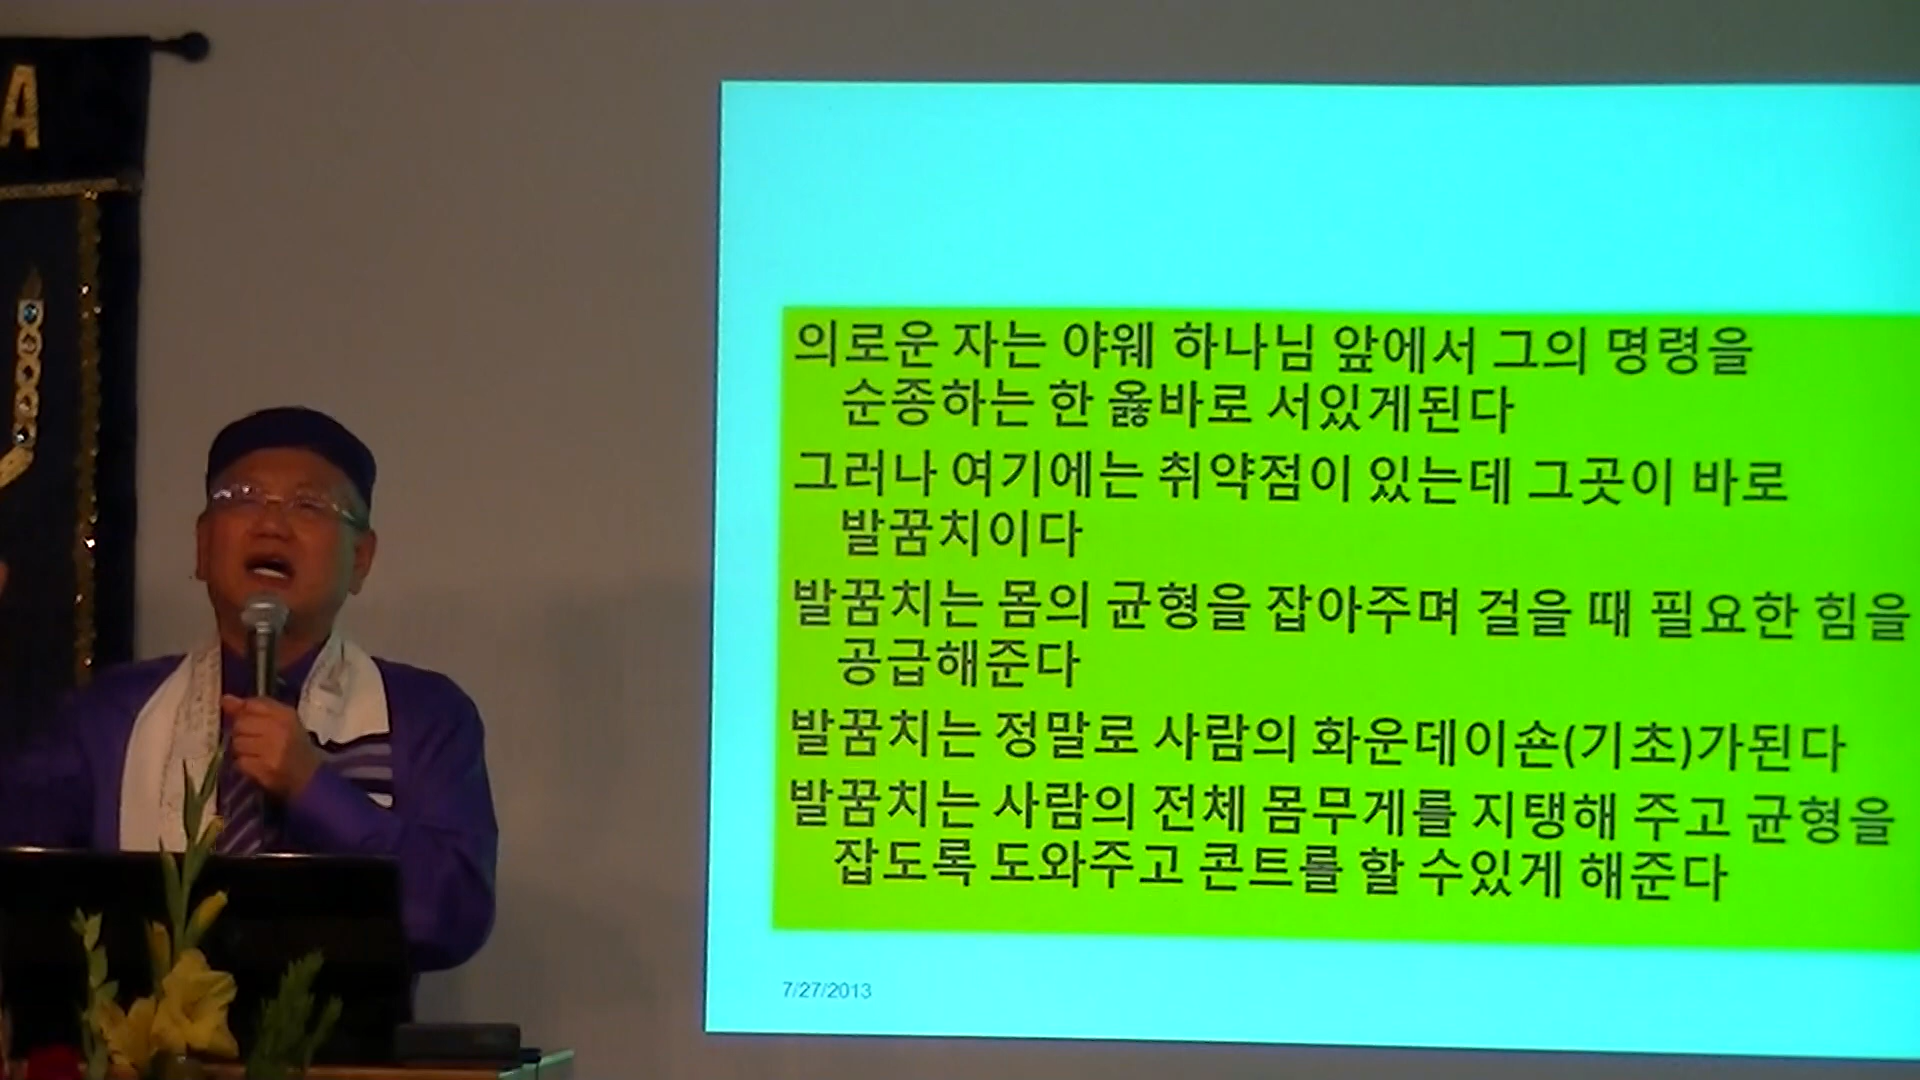 A
의로운 자는 야웨 하나님 앞에서 그의 명령을
순종하는 한 옳바로 서있게된다
그러나 여기에는 취약점이 있는데 그곳이 바로
발꿈치이다
발꿈치는 몸의 균형을 잡아주며 걸을 때 필요한 힘을
공급해준다
발꿈치는 정말로 사람의 화운데이숀(기초)가된다
발꿈치는 사람의 전체 몸무게를 지탱해 주고 균형을
잡도록 도와주고 콘트롤 할 수있게 해준다
7/27/2013